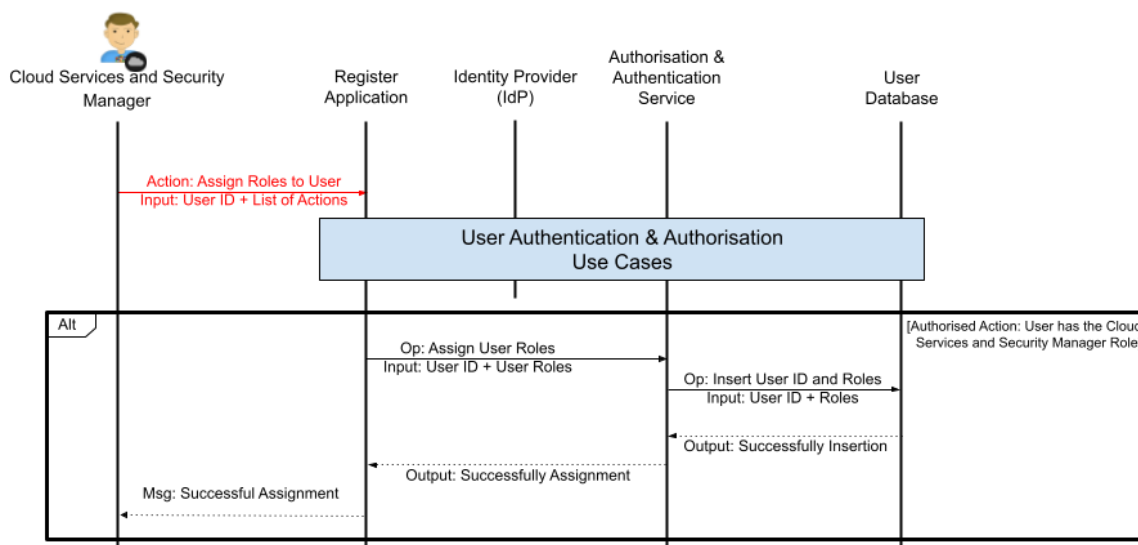 Cloud Services and Security
Manager
Register
Application
Identity Provider
(IdP)
Authorisation &
Authentication
Service
User
Database
Action: Assign Roles to User
Input: User ID + List of Actions
User Authentication & Authorisation
Use Cases
Alt
[Authorised Action: User has the Cloud
Services and Security Manager Role
Op: Assign User Roles
Input: User ID + User Roles
Op: Insert User ID and Roles
Input: User ID + Roles
Output: Successfully Insertion
Output: Successfully Assignment
Msg: Successful Assignment